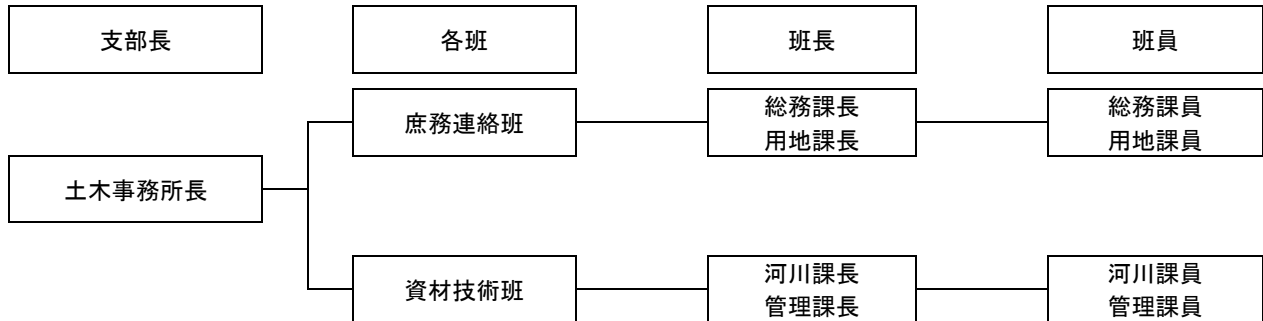 支部長
各班
班長
班員
庶務連絡班
総務課長
用地課長
総務課員
用地課員
土木事務所長
資材技術班
河川課長
管理課長
河川課員
管理課員